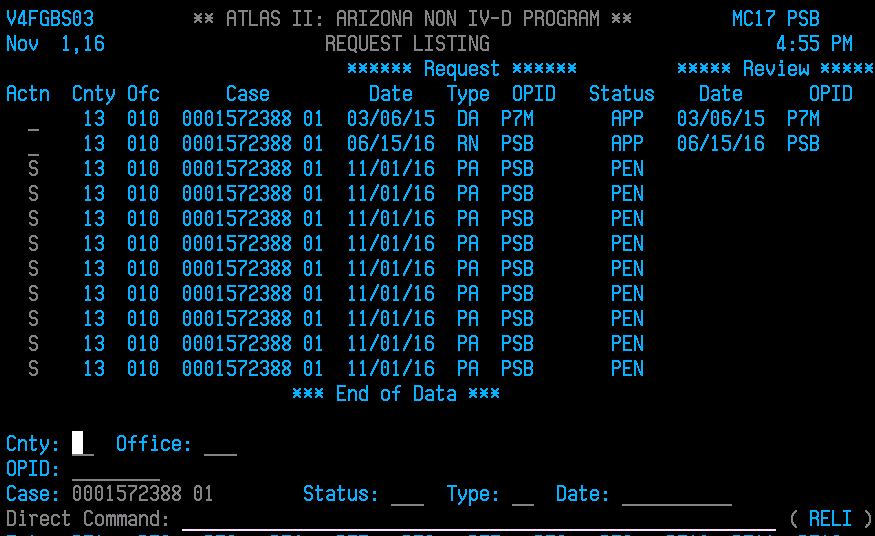 V4FGBS03 ** ATLAS II: ARIZONA NON IV-D PROGRAM ** MC17 PSB
Nov 1,16 REQUEST LISTING 4:55 PM
****** Request ****** ***** Review *****
Actn Cnty Ofc Case Date Type OPID Status Date OPID
_ 13 010 0001572388 01 03/06/15 DA P7M APP 03/06/15 P7M
_ 13 010 0001572388 01 06/15/16 RN PSB APP 06/15/16 PSB
S 13 010 0001572388 01 11/01/16 PA PSB PEN
S 13 010 0001572388 01 11/01/16 PA PSB PEN
S 13 010 0001572388 01 11/01/16 PA PSB PEN
S 13 010 0001572388 01 11/01/16 PA PSB PEN
S 13 010 0001572388 01 11/01/16 PA PSB PEN
S 13 010 0001572388 01 11/01/16 PA PSB PEN
S 13 010 0001572388 01 11/01/16 PA PSB PEN
S 13 010 0001572388 01 11/01/16 PA PSB PEN
S 13 010 0001572388 01 11/01/16 PA PSB PEN
*** End of Data ***
Cnty: __ Office: ___
OPID: ________
Case: 0001572388 01 Status: ___ Type: __ Date: __________
Direct Command: ( RELI )